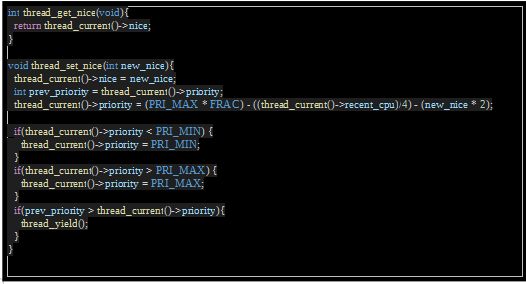 int thread_get_nice(void){
return thread_current()->nice;
}
void thread_set_nice(int new_nice){
thread_current()->nice = new_nice;
int prev_priority = thread_current()->priority;
thread_current()->priority = (PRI_MAX * FRAC) - ((thread_current()->recent_cpu)/4) - (new_nice * 2);
if(thread_current()->priority < PRI_MIN) {
thread_current()->priority = PRI_MIN;
}
if(thread_current()->priority > PRI_MAX) {
thread_current()->priority = PRI_MAX;
}
if(prev_priority > thread_current()->priority){
thread_yield();
}
}